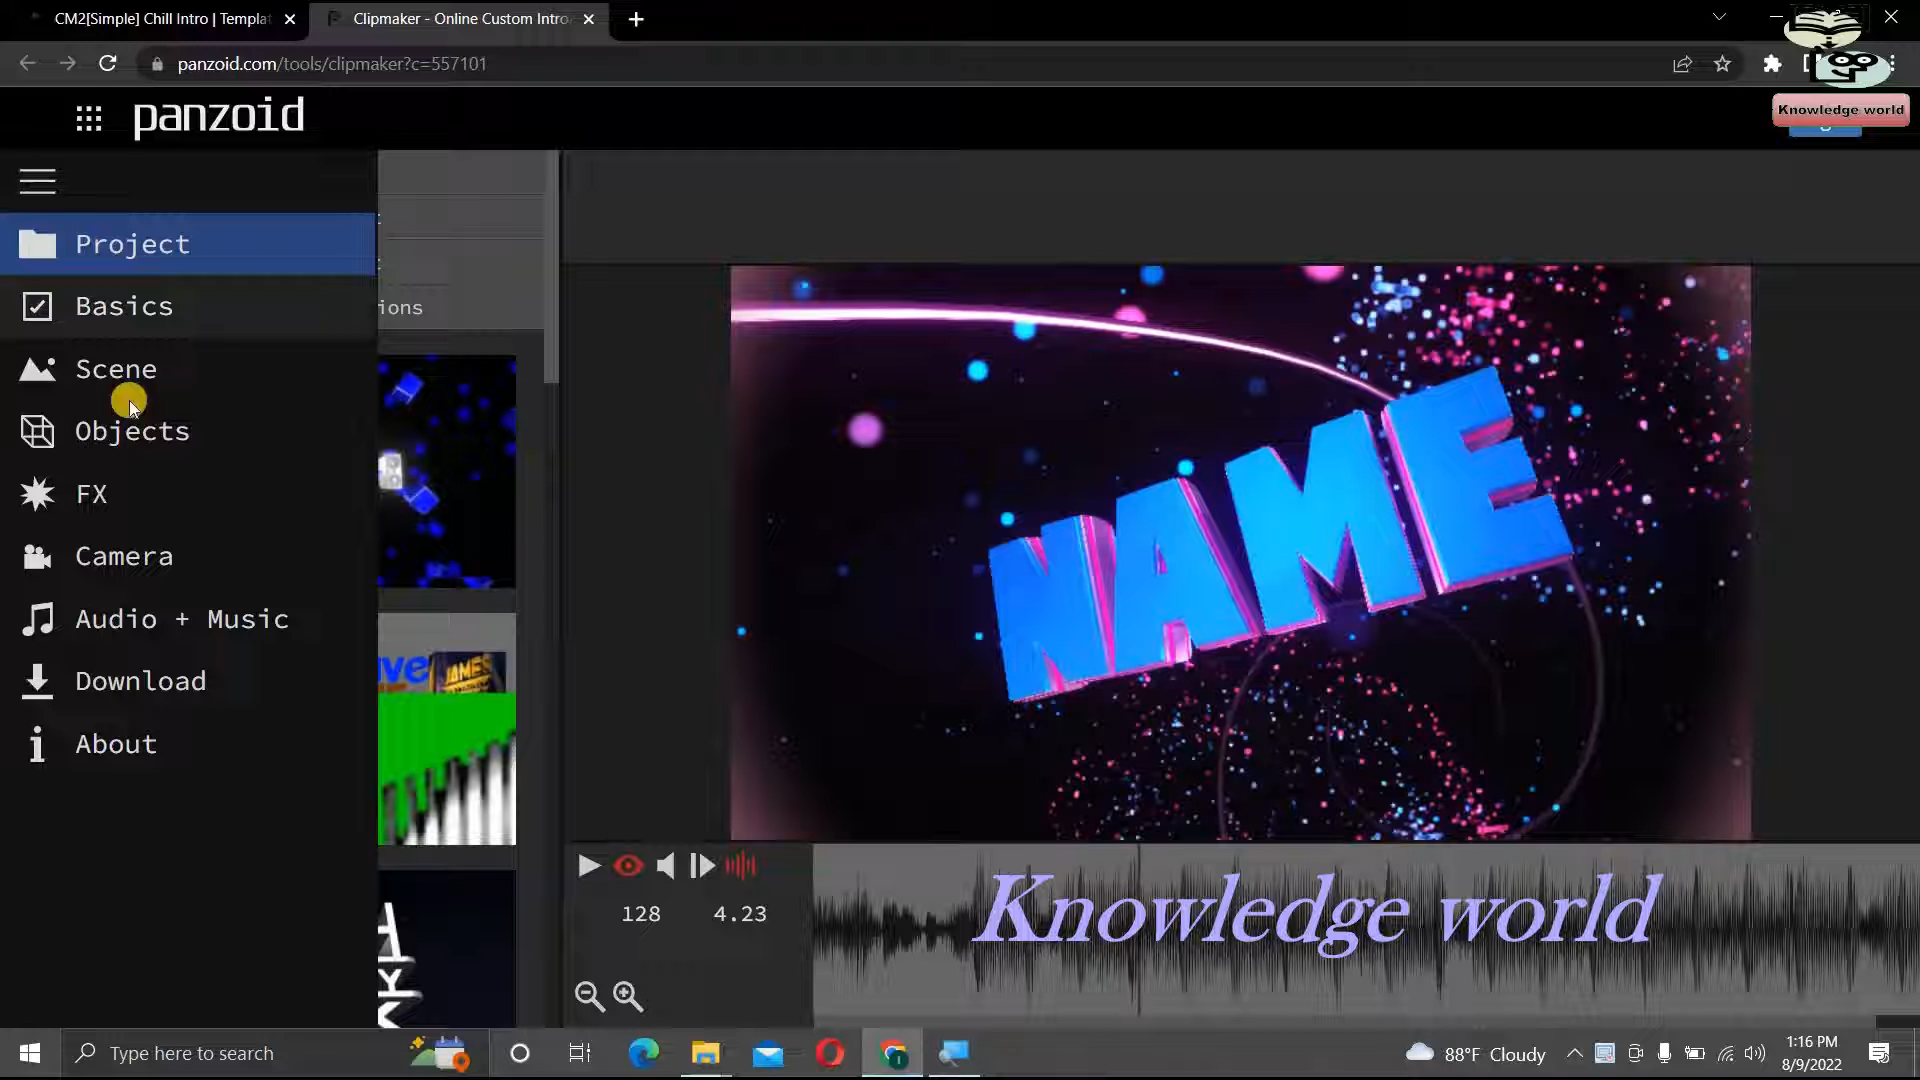 CM2[Simple] Chill Intro | Templat
Clipmaker - Online Custom Intro
panzoid.com/tools/clipmaker?c=557101
panzoid
Knowledge world
Project
Basics
ions
Scene
Objects
FX
Camera
Audio + Music
Download
About
NAME
JAMES
128 4.23
Knowledge world
Type here to search
88°F Cloudy
1:16 PM
8/9/2022